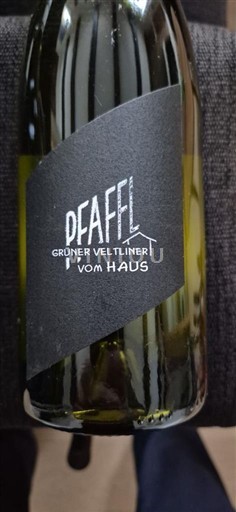 PFAFFL
GRÜNER VELTLINER
VOM HAUS